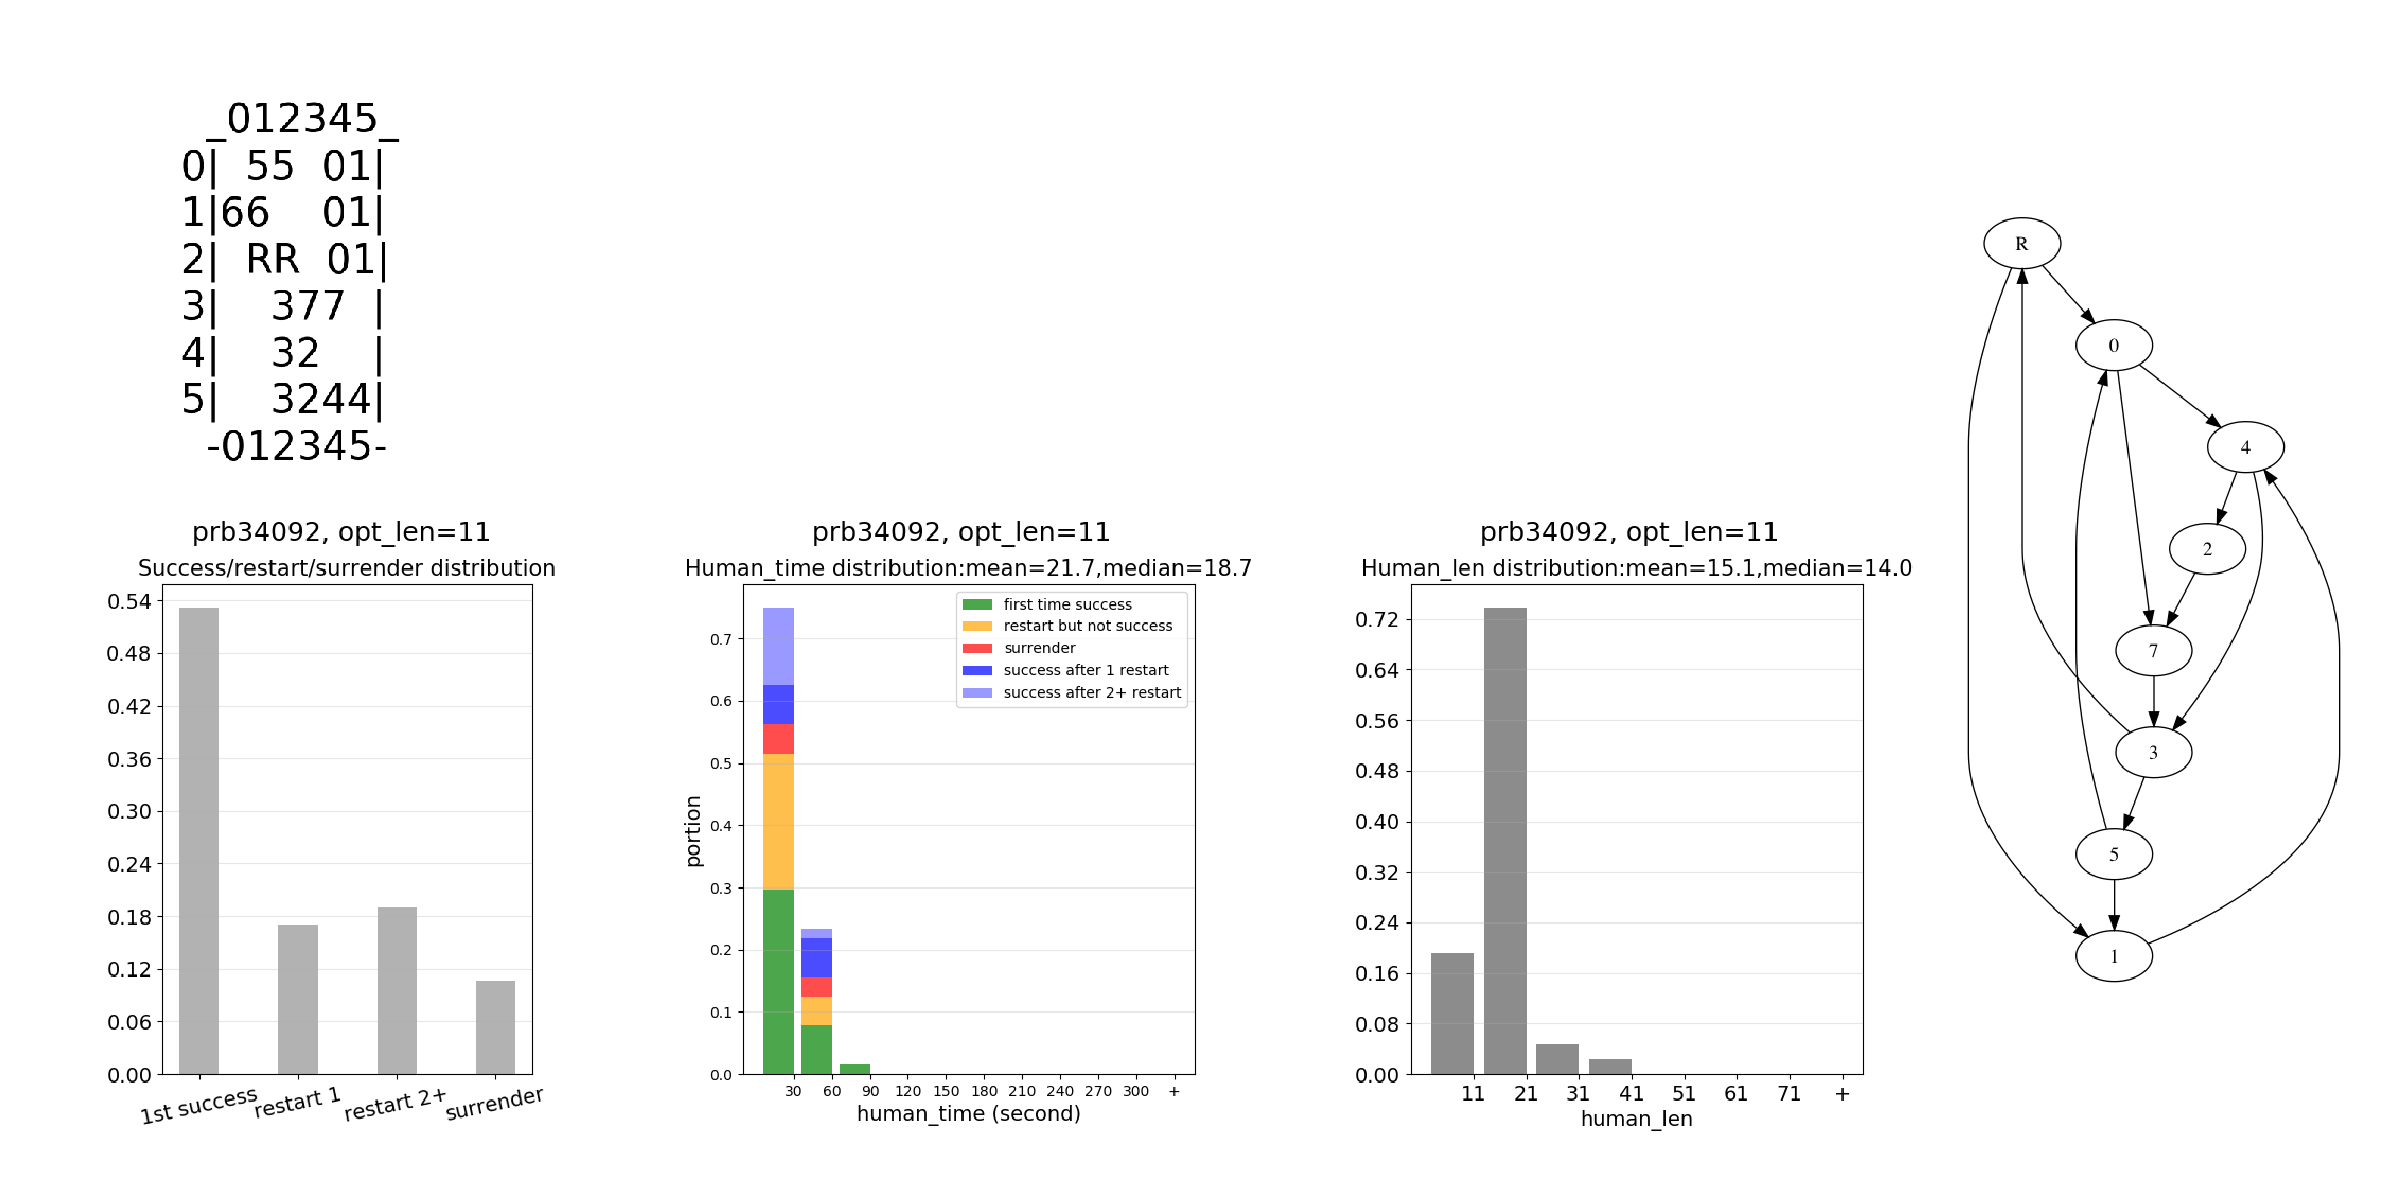 _012345_
0|  55  01|
1|66    01|
2|  RR  01|
3|    377  |
4|    32    |
5|    3244|
-012345-
prb34092, opt_len=11
Success/restart/surrender distribution
0.54
0.48
0.42
0.36
0.30
0.24
0.18
0.12
0.06
0.00
1st success restart 1 restart 2+ surrender
prb34092, opt_len=11
Human_time distribution:mean=21.7,median=18.7
first time success
restart but not success
surrender
success after 1 restart
success after 2+ restart
portion
0.7
0.6
0.5
0.4
0.3
0.2
0.1
0.0
30 60 90 120 150 180 210 240 270 300 +
human_time (second)
prb34092, opt_len=11
Human_len distribution:mean=15.1,median=14.0
0.72
0.64
0.56
0.48
0.40
0.32
0.24
0.16
0.08
0.00
11 21 31 41 51 61 71 +
human_len
R
0
4
2
7
3
5
1